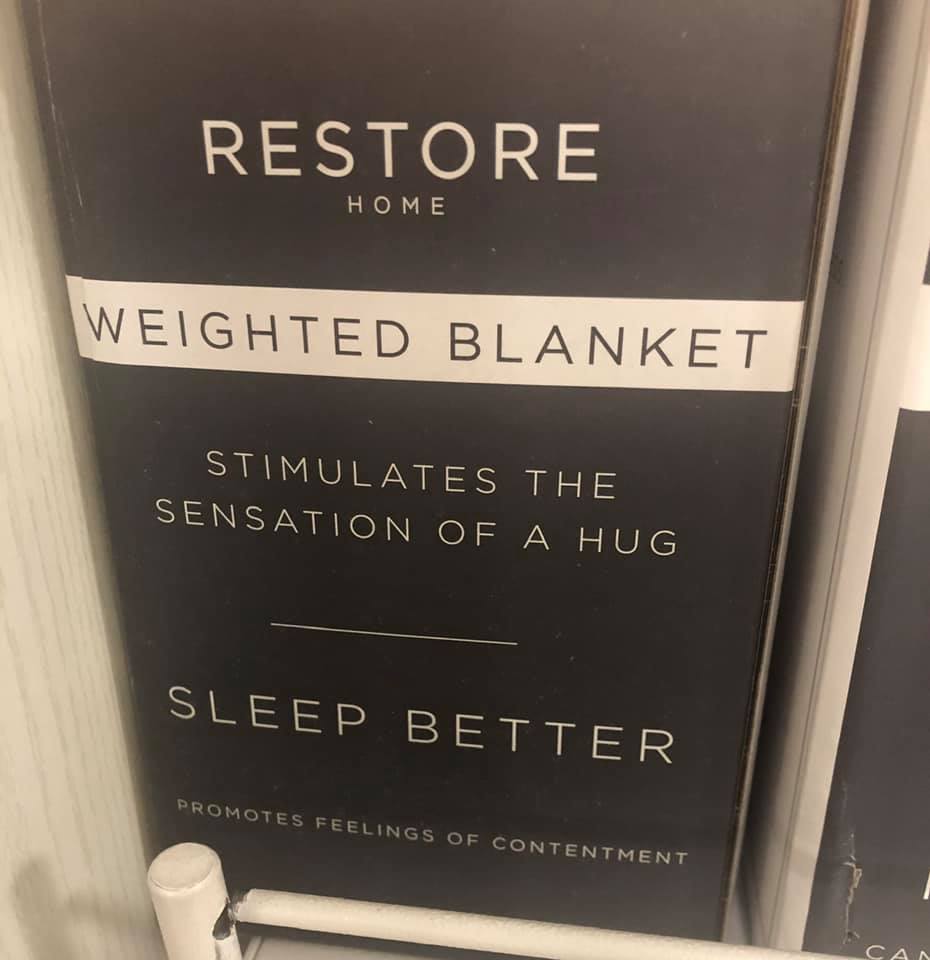 RESTORE
HOME
WEIGHTED BLANKET
STIMULATES THE
SENSATION OF A HUG
SLEEP BETTER
PROMOTES FEELINGS OF CONTENTMENT